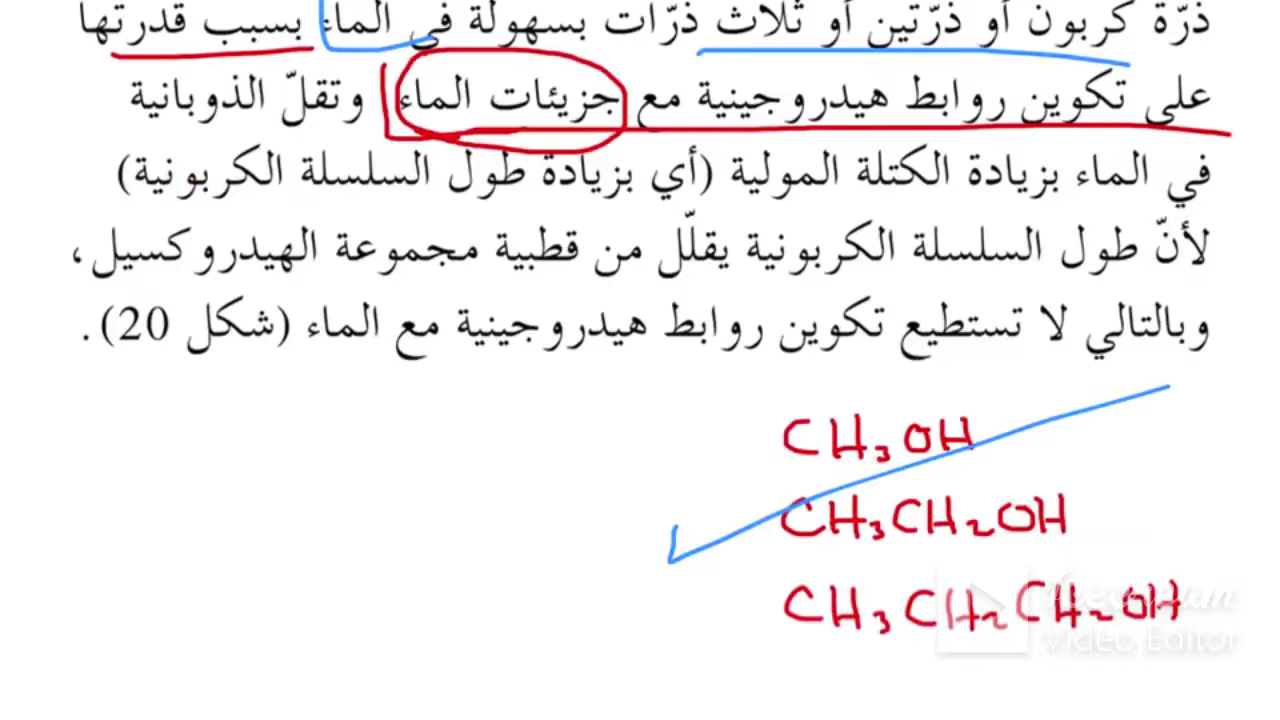 ذرّة كربون أو ذرّتين أو ثلاث ذرّات بسهولة في الماء بسبب قدرتها
على تكوين روابط هيدروجينية مع جزيئات الماء وتقلّ الذوبانية
في الماء بزيادة الكتلة المولية (أي بزيادة طول السلسلة الكربونية)
لأنّ طول السلسلة الكربونية يقلّل من قطبية مجموعة الهيدروكسيل،
وبالتالي لا تستطيع تكوين روابط هيدروجينية مع الماء (شكل 20).
CH₃OH
CH₃CH₂OH
CH₃CH₂CH₂OH
Video Editor